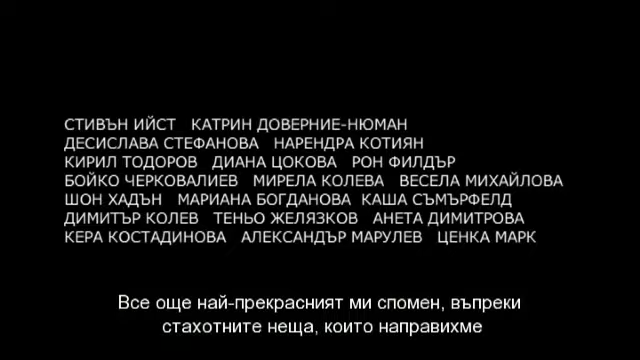 СТИВЪН ИЙСТ КАТРИН ДОВЕРНИЕ-НЮМАН
ДЕСИСЛАВА СТЕФАНОВА НАРЕНДРА КОТИЯН
КИРИЛ ТОДОРОВ ДИАНА ЦОКОВА РОН ФИЛДЪР
БОЙКО ЧЕРКОВАЛИЕВ МИРЕЛА КОЛЕВА ВЕСЕЛА МИХАЙЛОВА
ШОН ХАДЪН МАРИАНА БОГДАНОВА КАША СЪМЪРФЕЛД
ДИМИТЪР КОЛЕВ ТЕНЬО ЖЕЛЯЗКОВ АНЕТА ДИМИТРОВА
КЕРА КОСТАДИНОВА АЛЕКСАНДЪР МАРУЛЕВ ЦЕНКА МАРК
Все още най-прекрасният ми спомен, въпреки
стахотните неща, които направихме